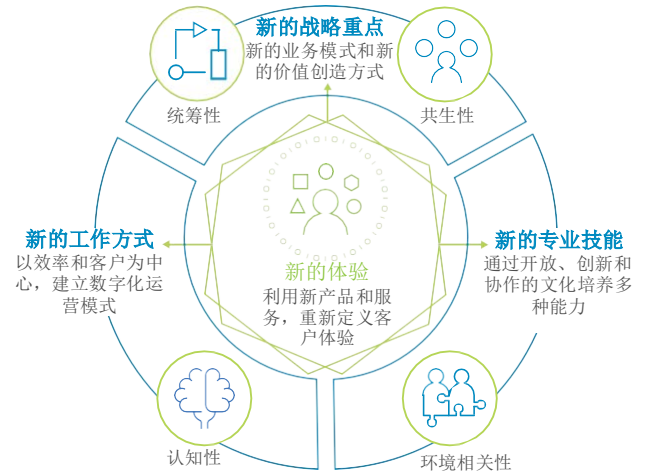 新的战略重点
新的业务模式和新
的价值创造方式
统筹性
共生性
新的工作方式
以效率和客户为中
心，建立数字化运
营模式
新的体验
利用新产品和服
务，重新定义客
户体验
新的专业技能
通过开放、创新和
协作的文化培养多
种能力
认知性
环境相关性